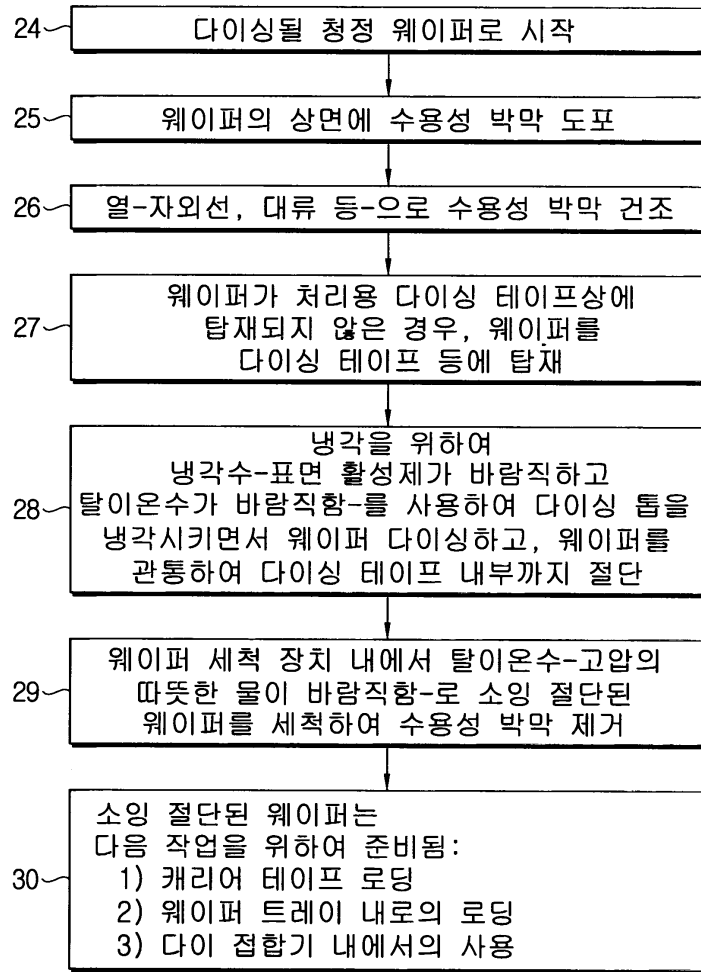 24 다이싱될 청정 웨이퍼로 시작
25 웨이퍼의 상면에 수용성 박막 도포
26 열-자외선, 대류 등-으로 수용성 박막 건조
웨이퍼가 처리용 다이싱 테이프상에
27 탑재되지 않은 경우, 웨이퍼를
다이싱 테이프 등에 탑재
냉각을 위하여
냉각수-표면 활성제가 바람직하고
28 탈이온수가 바람직함-를 사용하여 다이싱 톱을
냉각시키면서 웨이퍼 다이싱하고, 웨이퍼를
관통하여 다이싱 테이프 내부까지 절단
웨이퍼 세척 장치 내에서 탈이온수-고압의
29 따뜻한 물이 바람직함-로 소잉 절단된
웨이퍼를 세척하여 수용성 박막 제거
소잉 절단된 웨이퍼는
다음 작업을 위하여 준비됨:
30 1) 캐리어 테이프 로딩
2) 웨이퍼 트레이 내로의 로딩
3) 다이 접합기 내에서의 사용